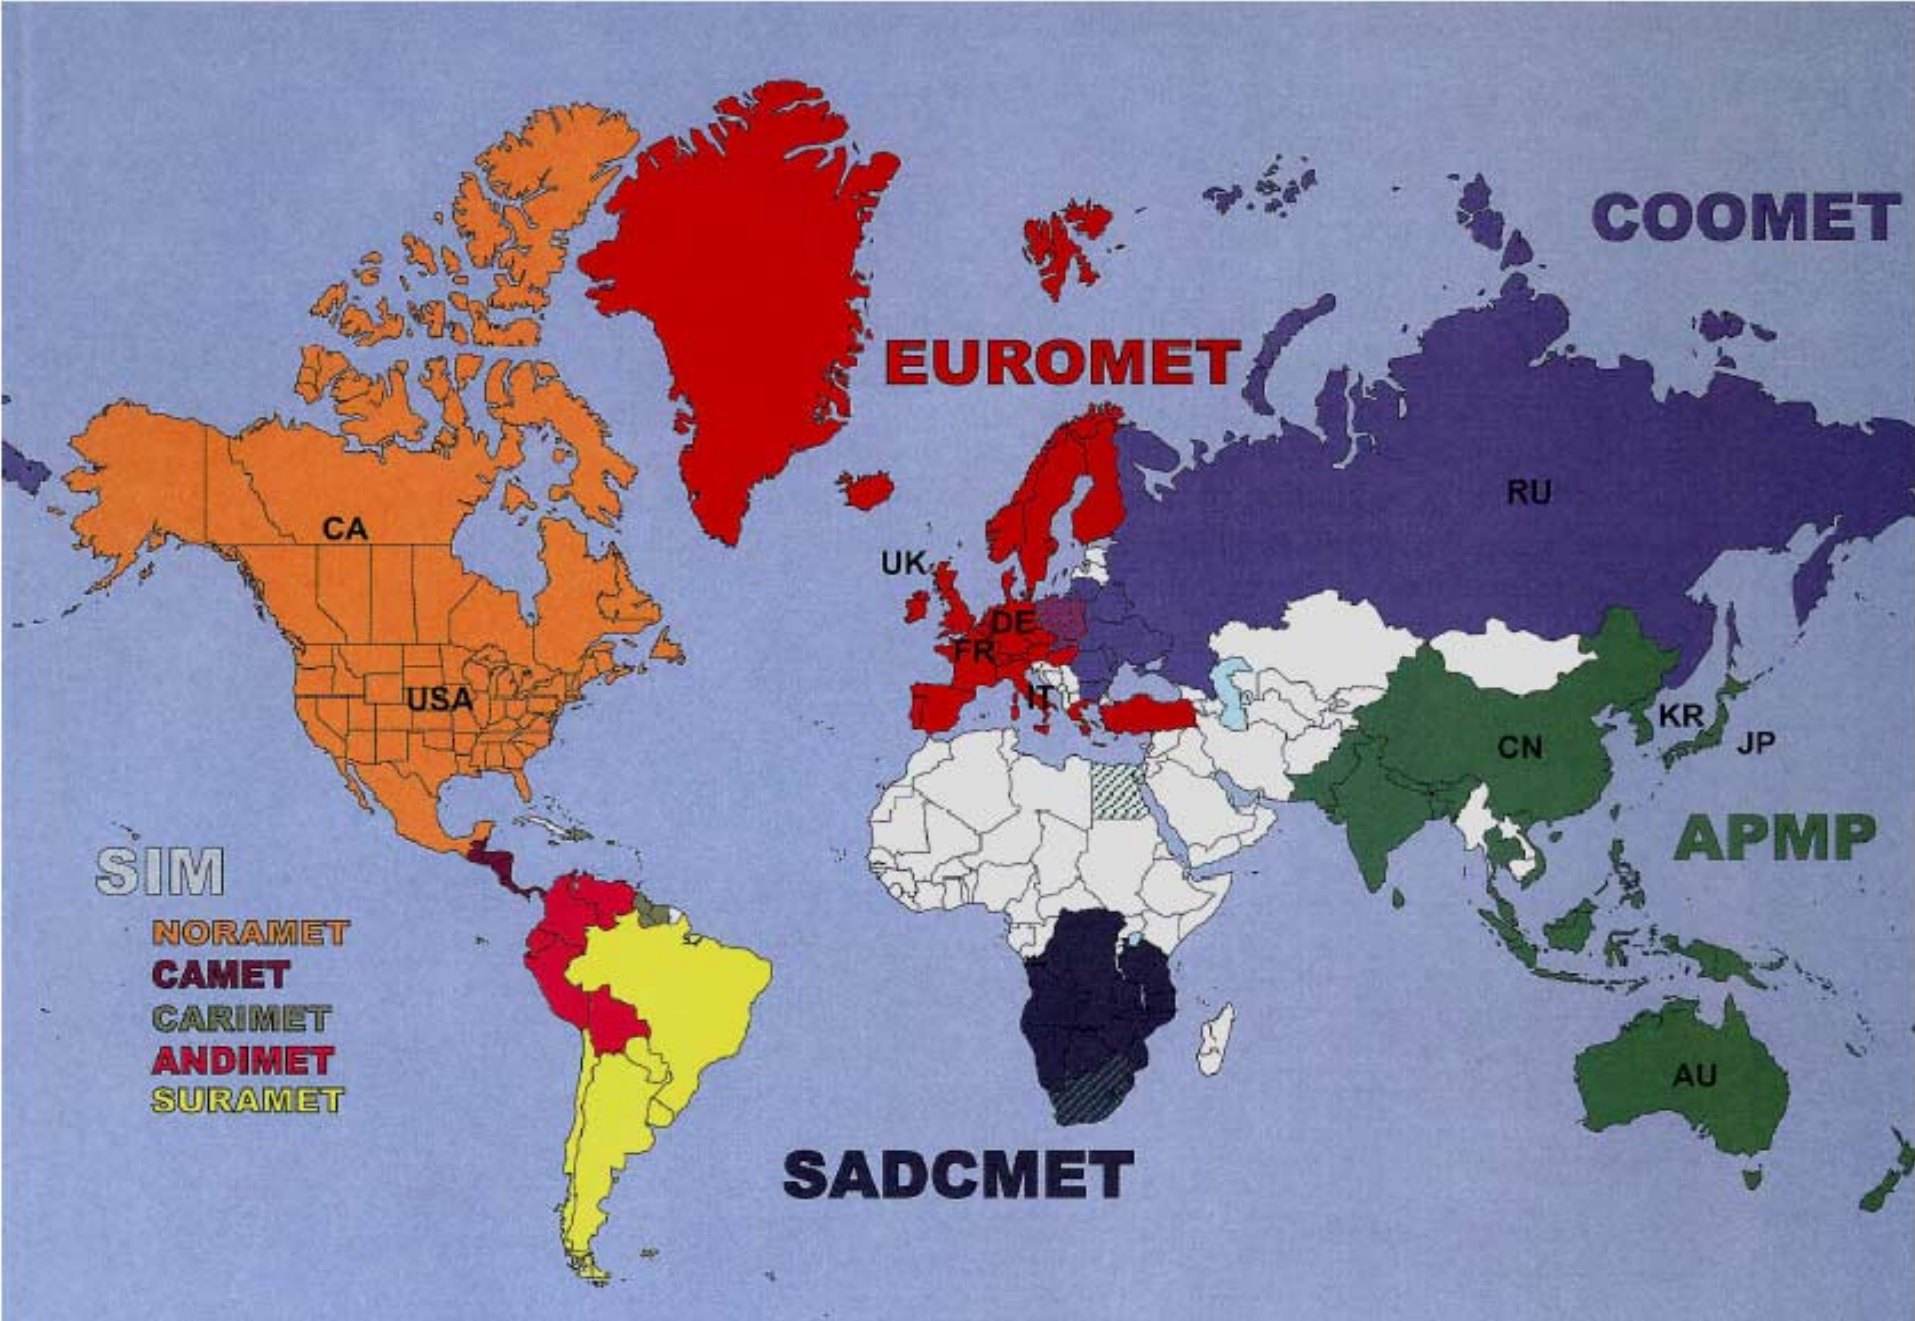 COOMET
EUROMET
RU
CA
UK
DE
FR
USA
IT
KR
CN
JP
APMP
SIM
NORAMET
CAMET
CARIMET
ANDIMET
SURAMET
AU
SADCMET